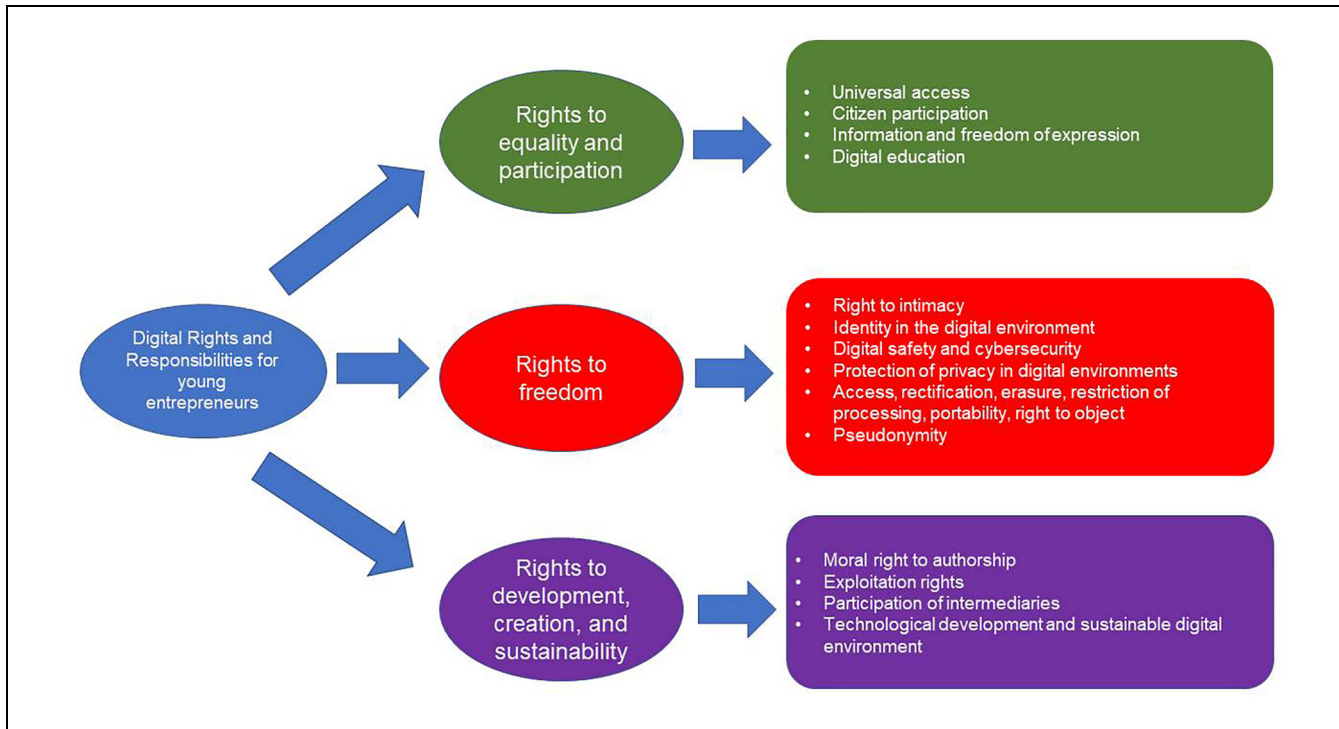 Rights to
equality and
participation
• Universal access
• Citizen participation
• Information and freedom of expression
• Digital education
Digital Rights and
Responsibilities for
young
entrepreneurs
Rights to
freedom
• Right to intimacy
• Identity in the digital environment
• Digital safety and cybersecurity
• Protection of privacy in digital environments
• Access, rectification, erasure, restriction of
processing, portability, right to object
• Pseudonymity
Rights to
development,
creation, and
sustainability
• Moral right to authorship
• Exploitation rights
• Participation of intermediaries
• Technological development and sustainable digital
environment